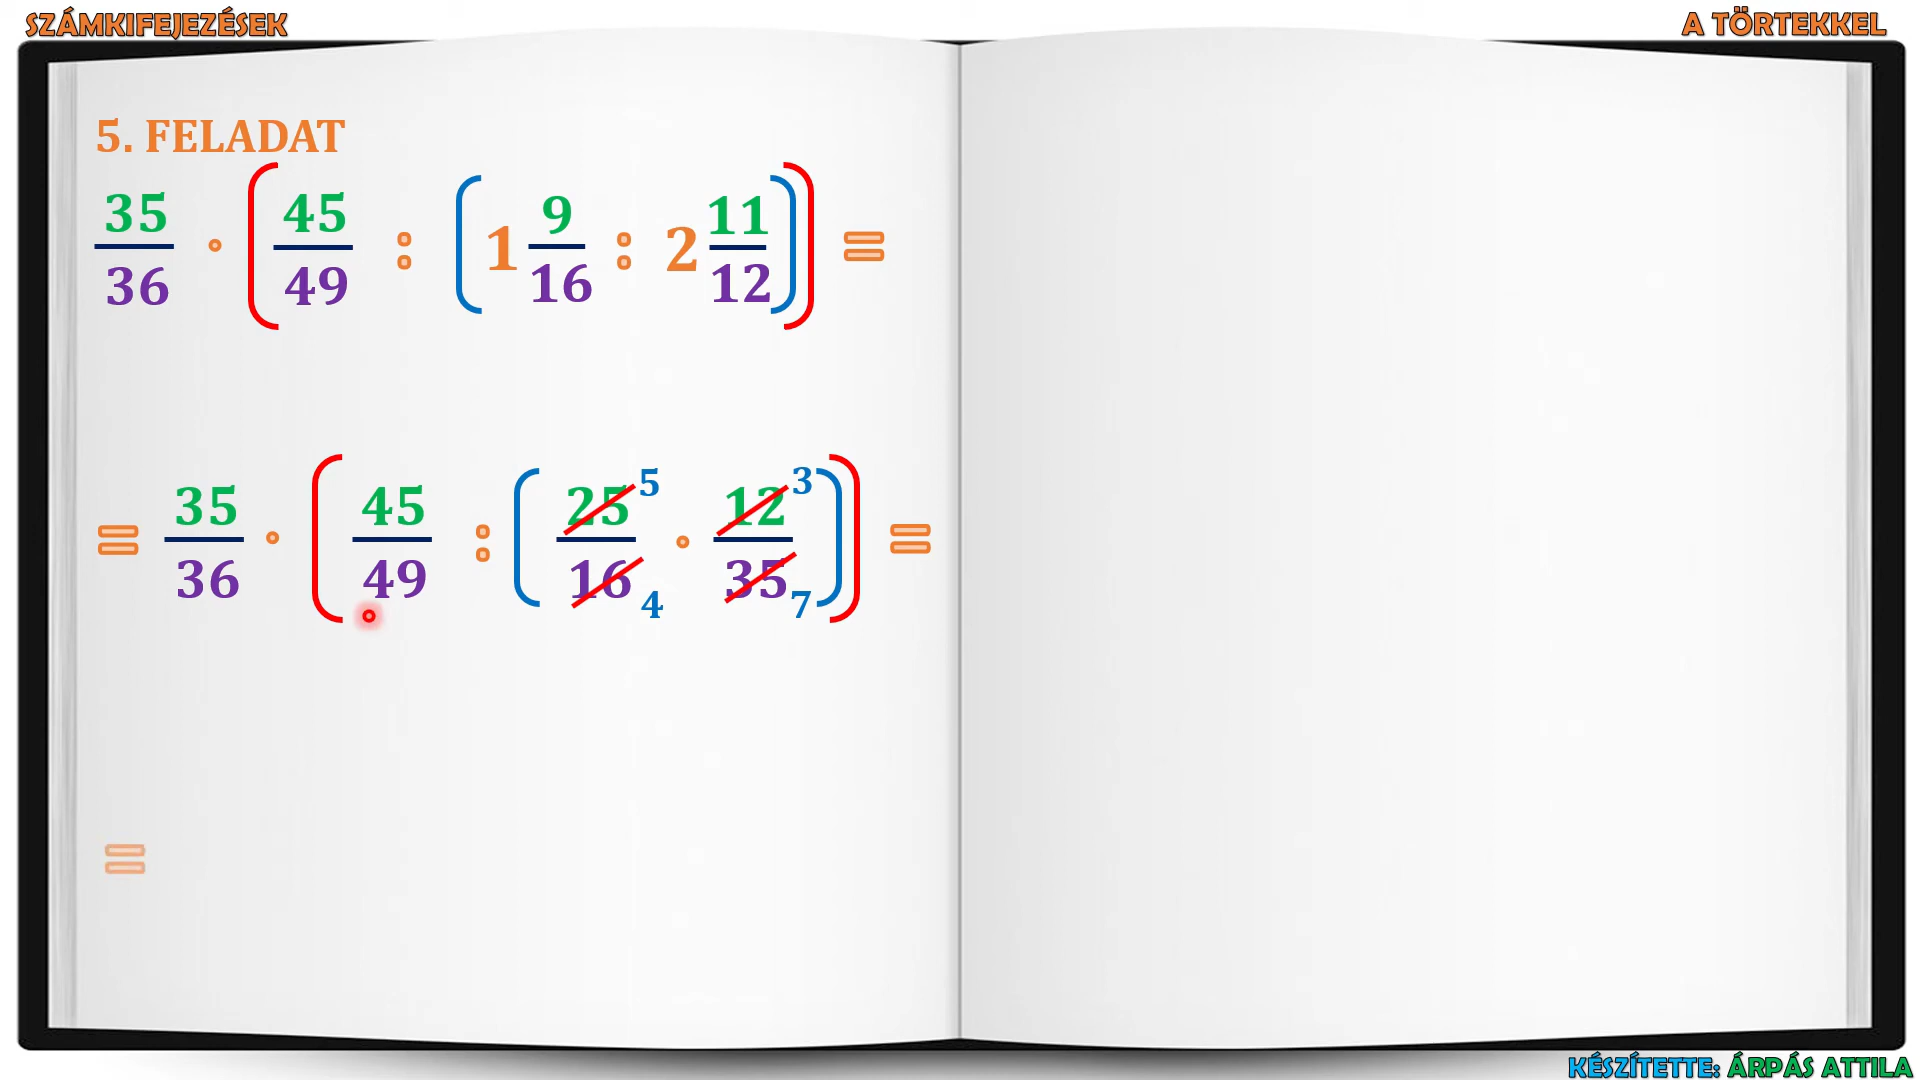 SZÁMKIFEJEZÉSEK
A TÖRTEKKEL
5. FELADAT
35/36 · (45/49 : (1 9/16 : 2 11/12)) =
= 35/36 · (45/49 : (25 5/16 4 · 12 3/35 7)) =
=
KÉSZÍTETTE: ÁRPÁS ATTILA